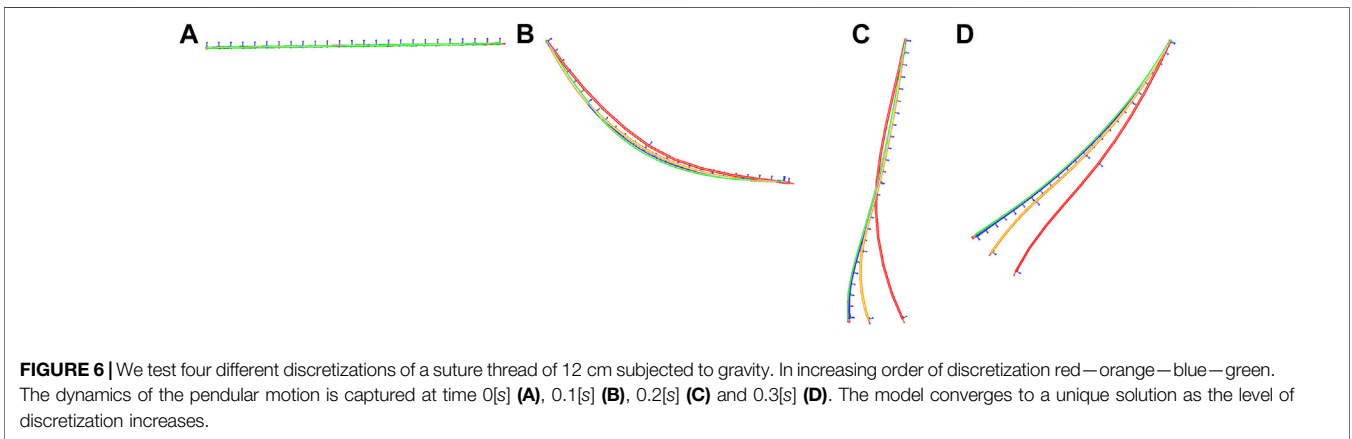 A B C D
FIGURE 6 | We test four different discretizations of a suture thread of 12 cm subjected to gravity. In increasing order of discretization red—orange—blue—green.
The dynamics of the pendular motion is captured at time 0[s] (A), 0.1[s] (B), 0.2[s] (C) and 0.3[s] (D). The model converges to a unique solution as the level of
discretization increases.